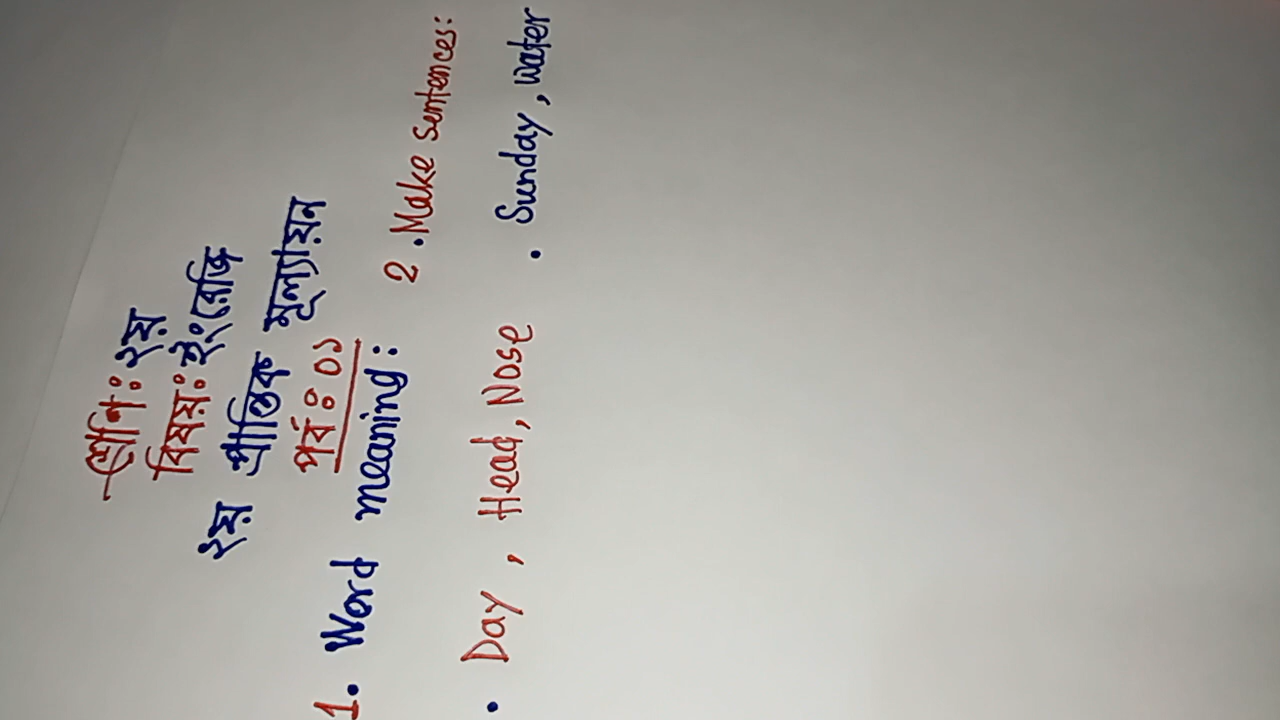 শ্রেণি: ২য়
বিষয়: ইংরেজি
২য় প্রান্তিক মূল্যায়ন
পর্ব: ০১
1. Word meaning:
2. Make sentences:
• Day, Head, Nose
• Sunday, water